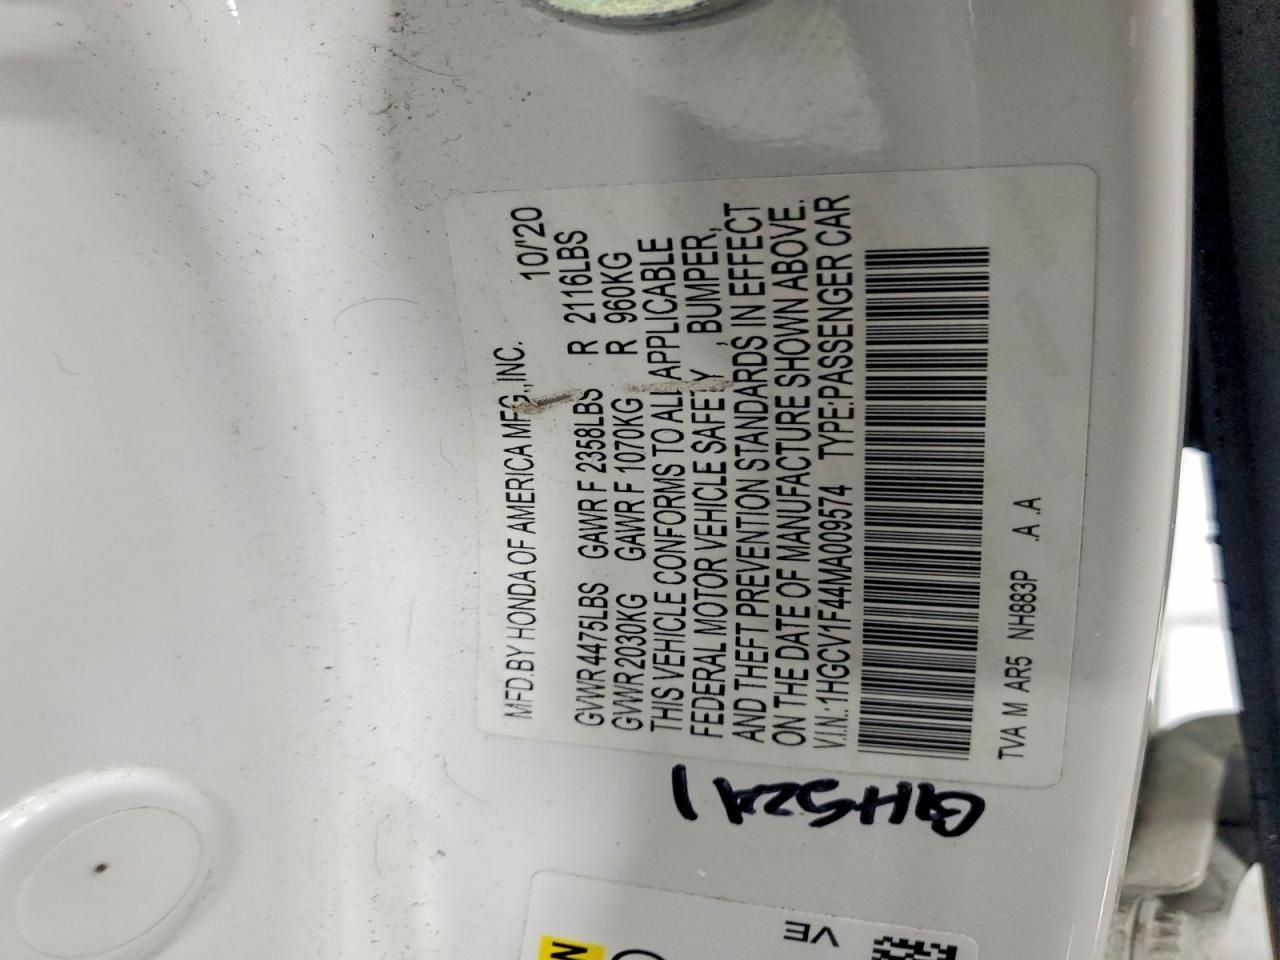 MFD.BY HONDA OF AMERICA MFG.,INC. 10/'20
GVWR 4475LBS GAWR F 2358LBS R 2116LBS
GVWR 2030KG GAWR F 1070KG R 960KG
THIS VEHICLE CONFORMS TO ALL APPLICABLE
FEDERAL MOTOR VEHICLE SAFETY , BUMPER,
AND THEFT PREVENTION STANDARDS IN EFFECT
ON THE DATE OF MANUFACTURE SHOWN ABOVE.
V.I.N.:1HGCV1F44MA009574 TYPE:PASSENGER CAR
TVA M AR5 NH883P .A .A
VE